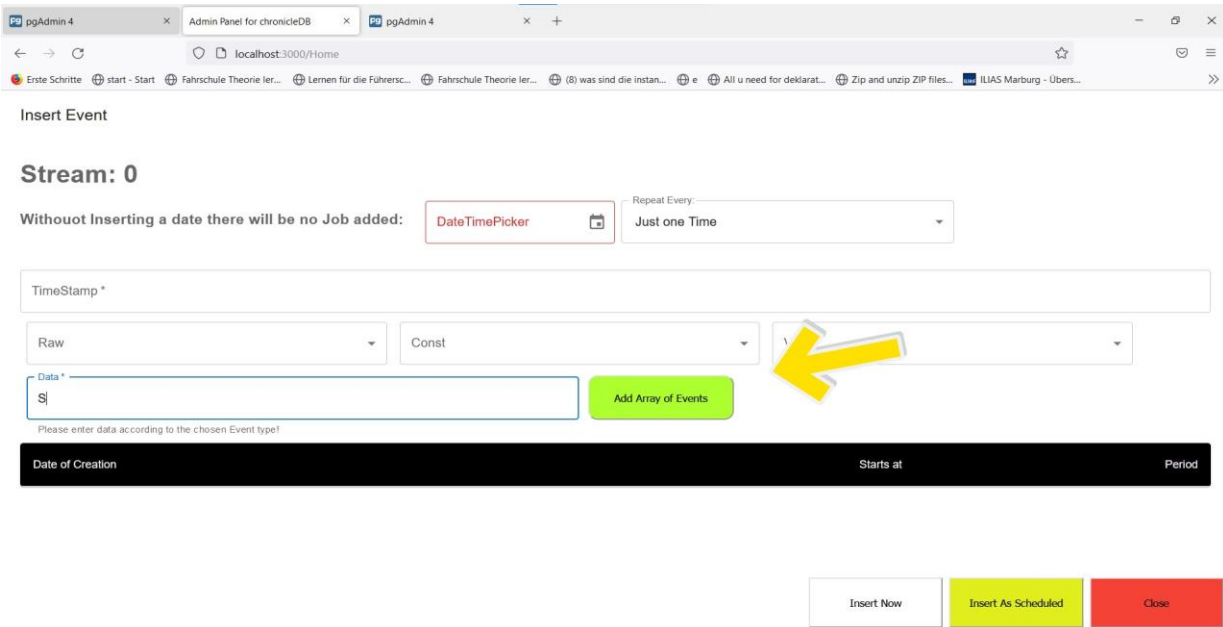 pgAdmin 4
Admin Panel for chronicleDB
pgAdmin 4
localhost:3000/Home
Erste Schritte
start - Start
Fahrschule Theorie ler...
Lernen für die Führersc...
Fahrschule Theorie ler...
(8) was sind die instan...
e
All u need for deklarat...
Zip and unzip ZIP files...
ILIAS Marburg - Übers...
Insert Event
Stream: 0
Withouot Inserting a date there will be no Job added:
DateTimePicker
Repeat Every:
Just one Time
TimeStamp *
Raw
Const
Data *
S
Add Array of Events
Please enter data according to the chosen Event type!
Date of Creation
Starts at
Period
Insert Now
Insert As Scheduled
Close